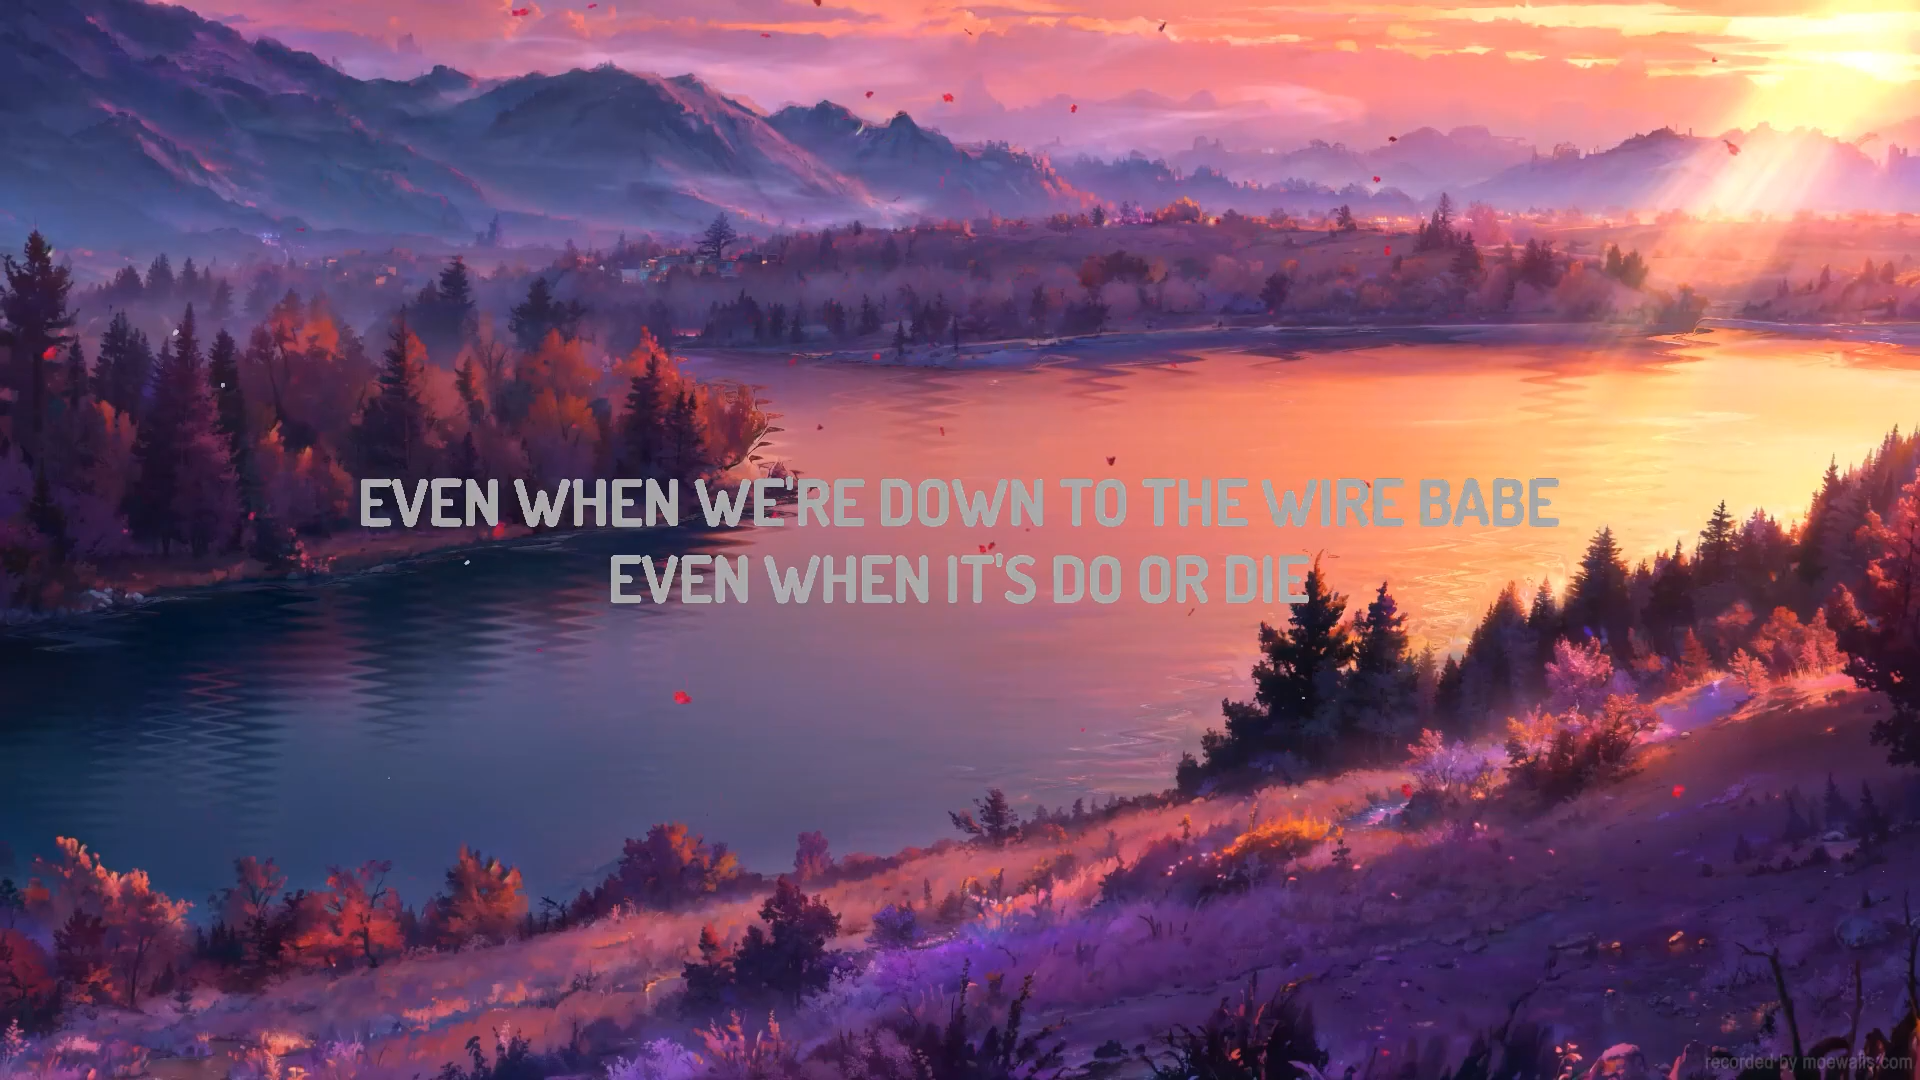 EVEN WHEN WE'RE DOWN TO THE WIRE BABE
EVEN WHEN IT'S DO OR DIE
recorded by moewalls.com